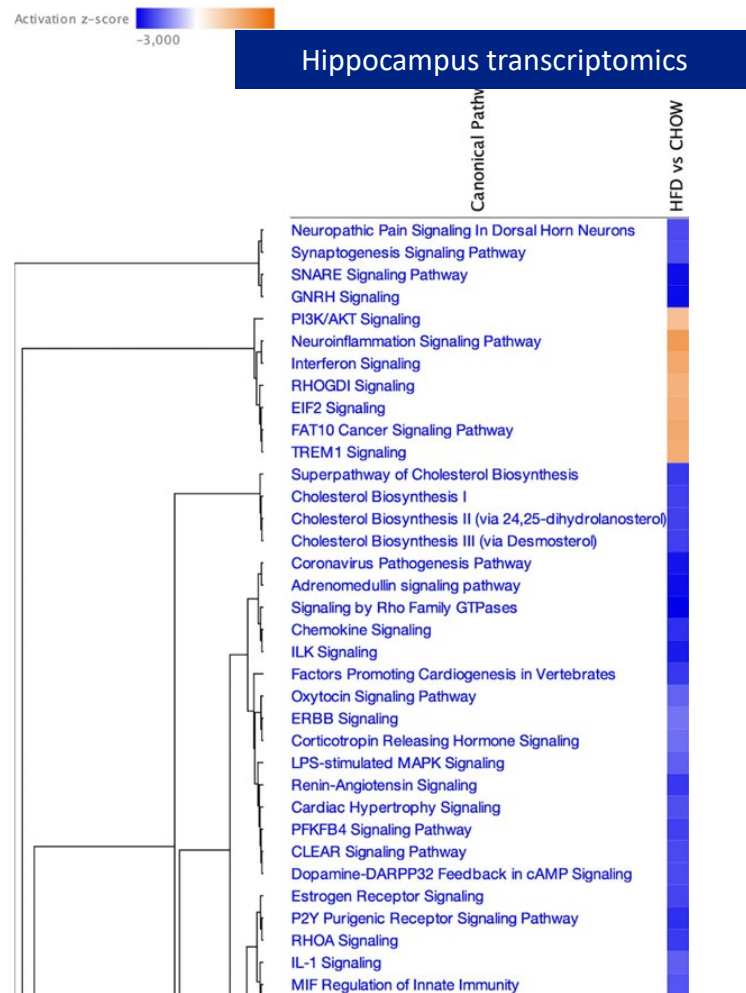 Activation z-score
-3,000
Hippocampus transcriptomics
Canonical Pathw
HFD vs CHOW
Neuropathic Pain Signaling In Dorsal Horn Neurons
Synaptogenesis Signaling Pathway
SNARE Signaling Pathway
GNRH Signaling
PI3K/AKT Signaling
Neuroinflammation Signaling Pathway
Interferon Signaling
RHOGDI Signaling
EIF2 Signaling
FAT10 Cancer Signaling Pathway
TREM1 Signaling
Superpathway of Cholesterol Biosynthesis
Cholesterol Biosynthesis I
Cholesterol Biosynthesis II (via 24,25-dihydrolanosterol)
Cholesterol Biosynthesis III (via Desmosterol)
Coronavirus Pathogenesis Pathway
Adrenomedullin signaling pathway
Signaling by Rho Family GTPases
Chemokine Signaling
ILK Signaling
Factors Promoting Cardiogenesis in Vertebrates
Oxytocin Signaling Pathway
ERBB Signaling
Corticotropin Releasing Hormone Signaling
LPS-stimulated MAPK Signaling
Renin-Angiotensin Signaling
Cardiac Hypertrophy Signaling
PFKFB4 Signaling Pathway
CLEAR Signaling Pathway
Dopamine-DARPP32 Feedback in cAMP Signaling
Estrogen Receptor Signaling
P2Y Purigenic Receptor Signaling Pathway
RHOA Signaling
IL-1 Signaling
MIF Regulation of Innate Immunity